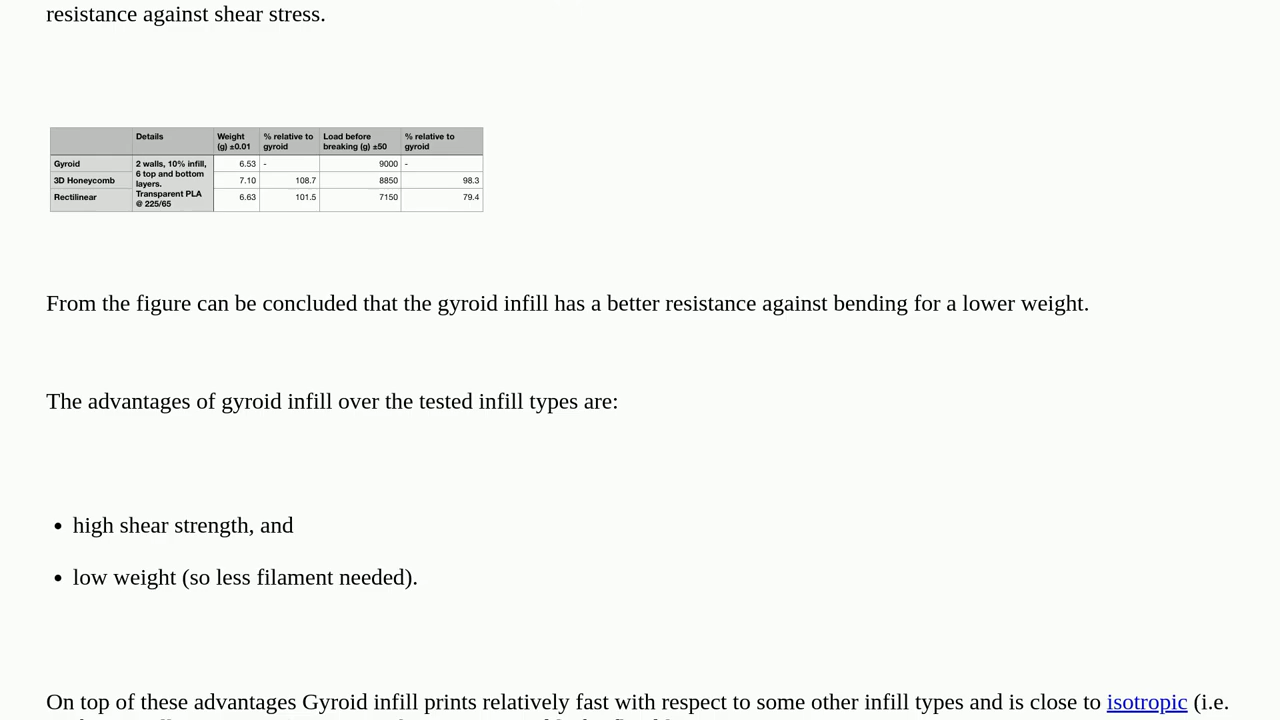 resistance against shear stress.
Details Weight (g) ±0.01 % relative to gyroid Load before breaking (g) ±50 % relative to gyroid
Gyroid 2 walls, 10% infill, 6 top and bottom layers. Transparent PLA @ 225/65 6.53 - 9000 -
3D Honeycomb 7.10 108.7 8850 98.3
Rectilinear 6.63 101.5 7150 79.4
From the figure can be concluded that the gyroid infill has a better resistance against bending for a lower weight.
The advantages of gyroid infill over the tested infill types are:
• high shear strength, and
• low weight (so less filament needed).
On top of these advantages Gyroid infill prints relatively fast with respect to some other infill types and is close to isotropic (i.e.